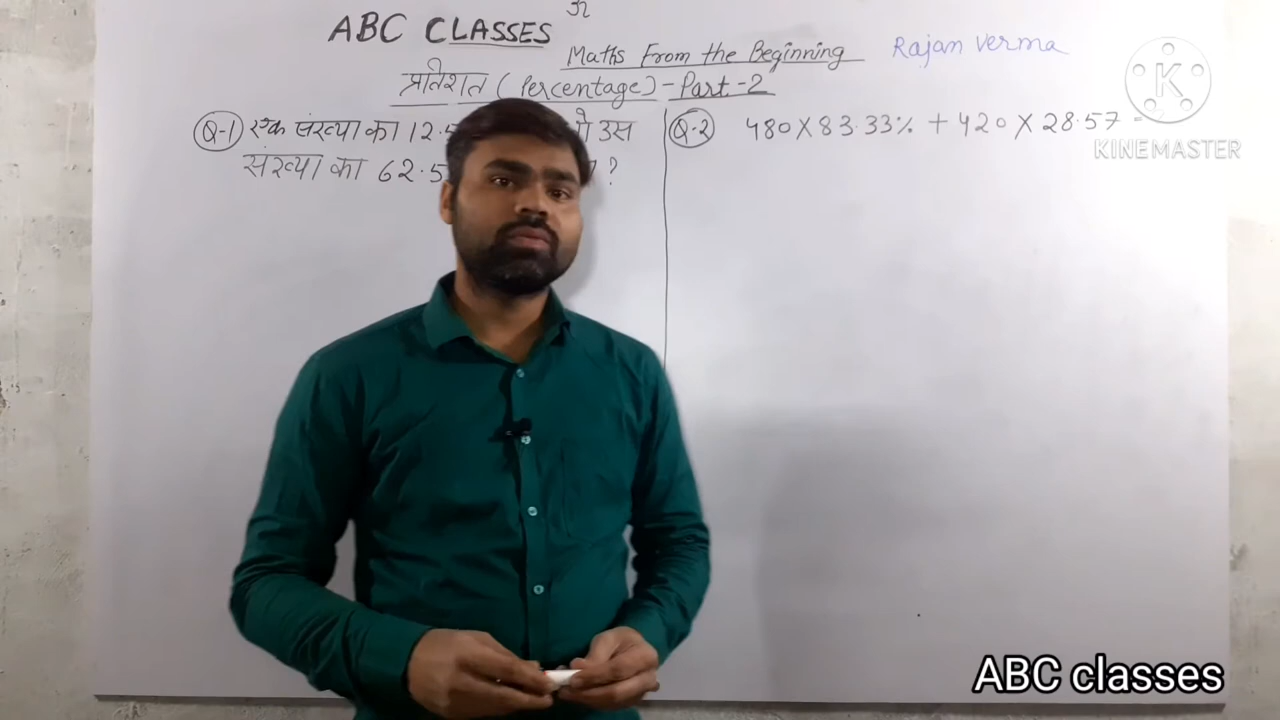 ABC CLASSES
Maths From the Beginning Rajan Verma
प्रतिशत (Percentage) - Part-2
Q-1 एक संख्या का 12.5 तो उस
संख्या का 62.5 ?
Q-2 480 X 83.33% + 420 X 28.57
K
KINEMASTER
ABC classes